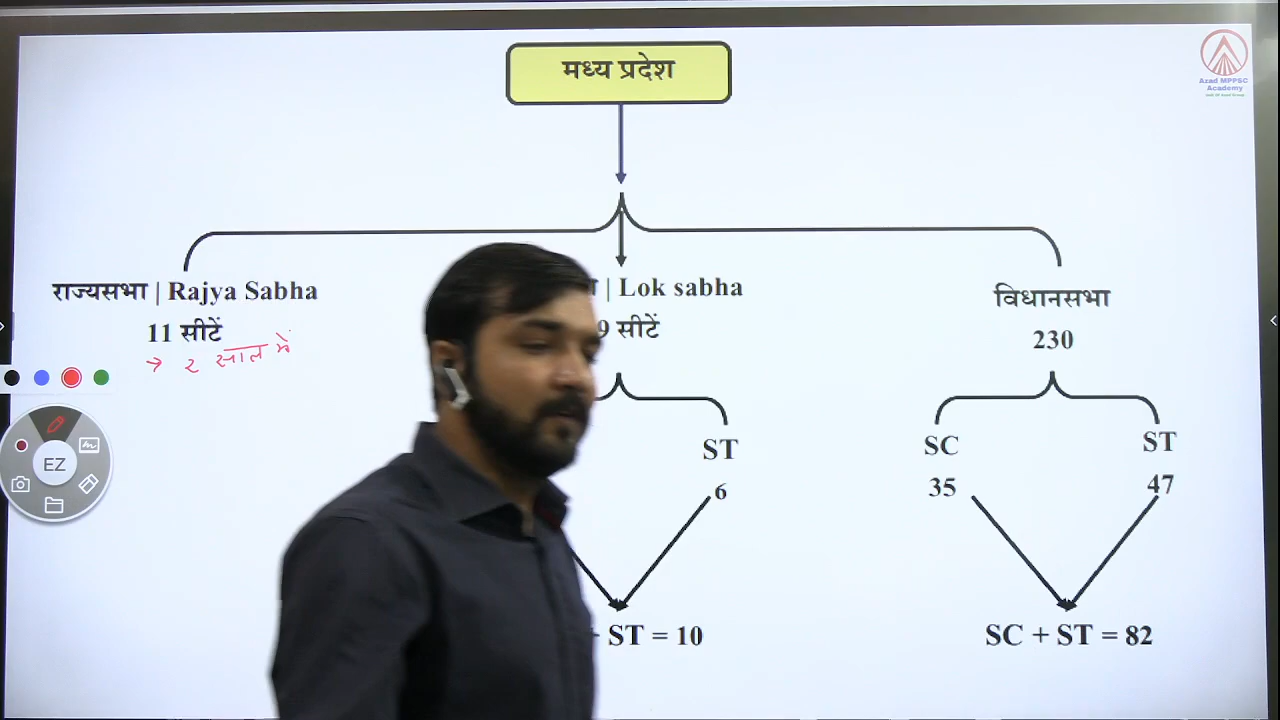 मध्य प्रदेश
Azad MPPSC
Academy
राज्यसभा | Rajya Sabha
11 सीटें
→ २ साल में
| Lok sabha
9 सीटें
विधानसभा
230
ST
6
SC
35
ST
47
EZ
ST = 10
SC + ST = 82